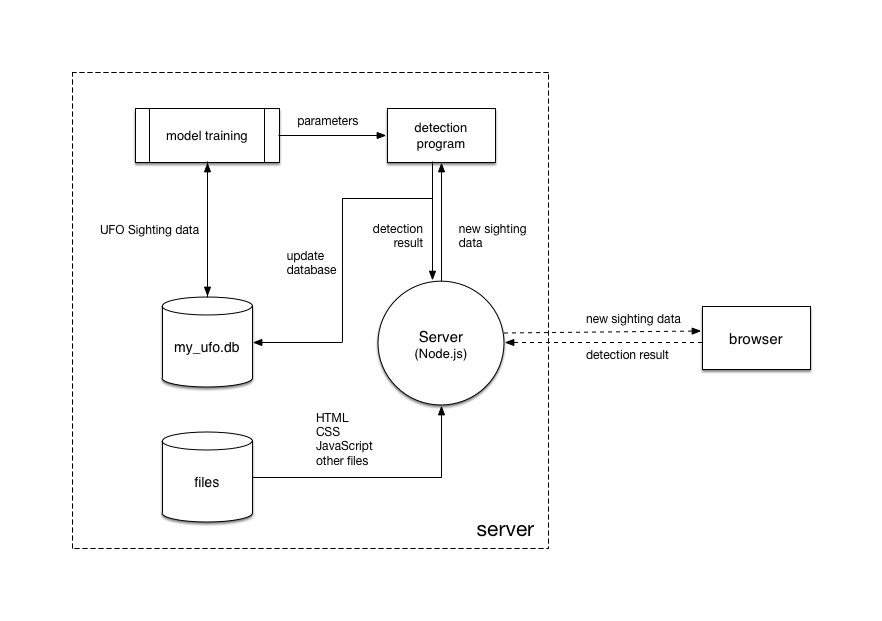 model training
parameters
detection
program
UFO Sighting data
update
database
detection
result
new sighting
data
my_ufo.db
Server
(Node.js)
new sighting data
detection result
browser
HTML
CSS
JavaScript
other files
files
server